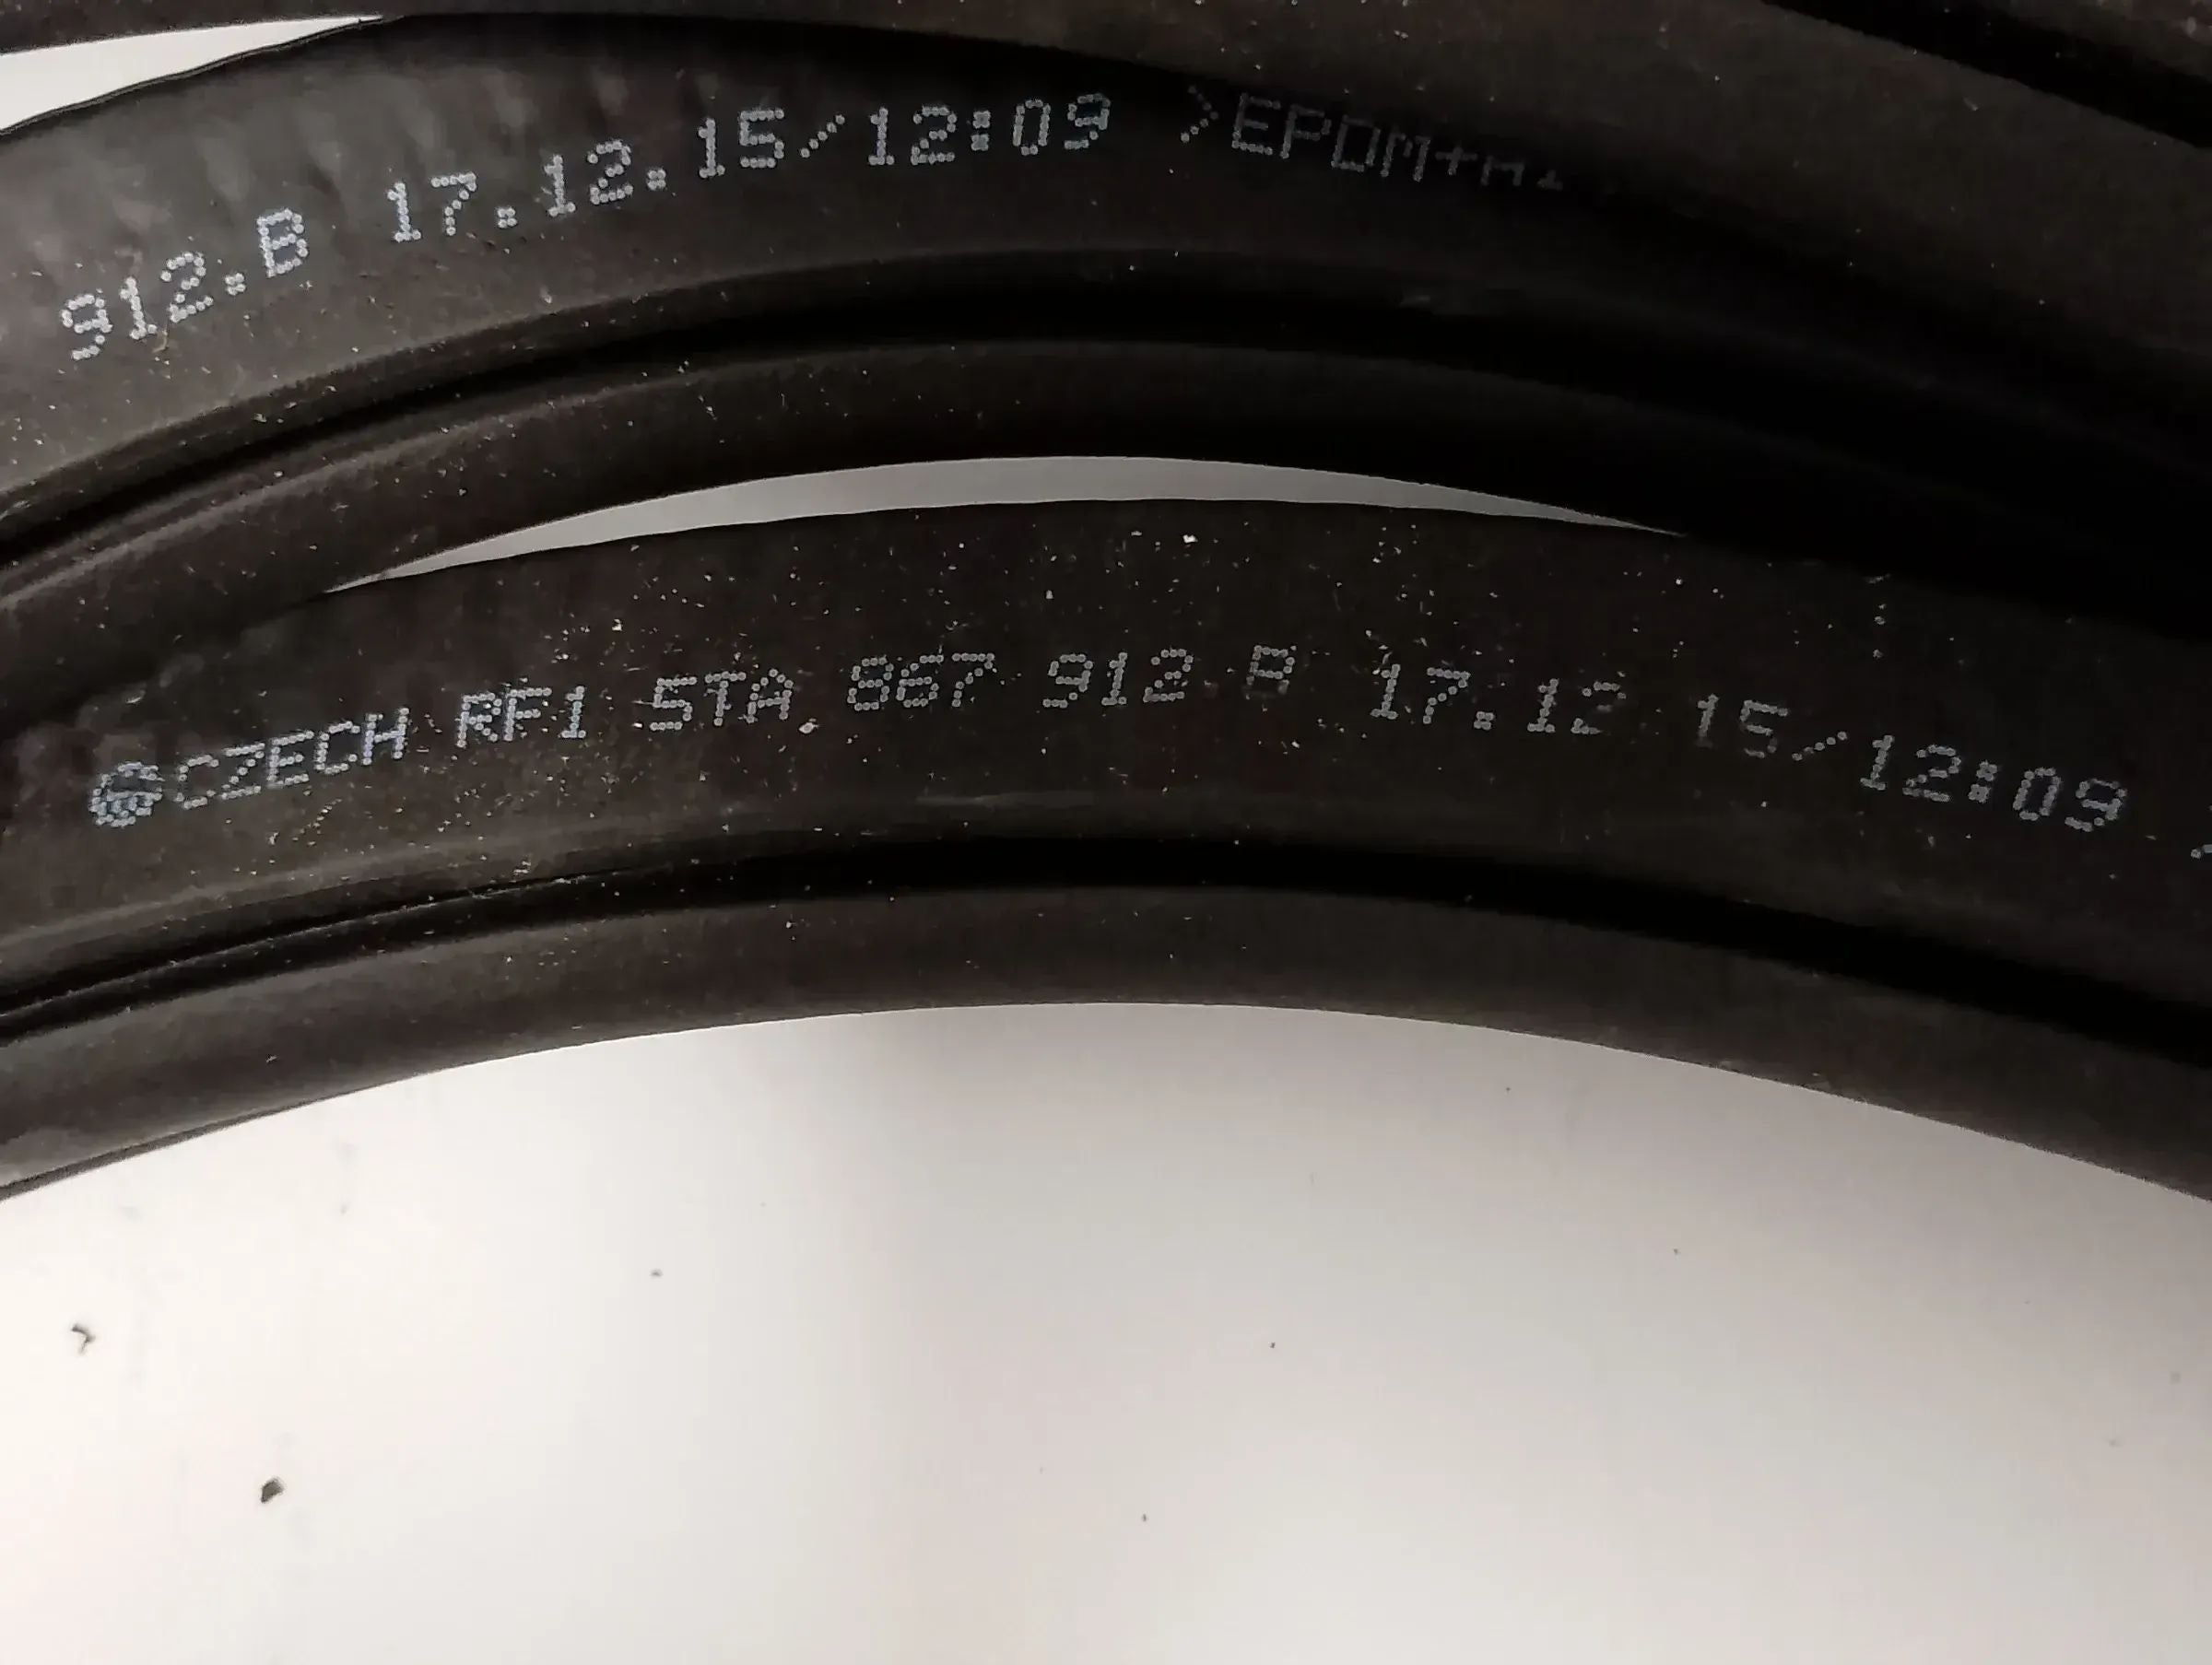 912.B 17.12.15/12:09 >EPDM+
CZECH RF1 5TA.867 912.B 17.12.15/12:09